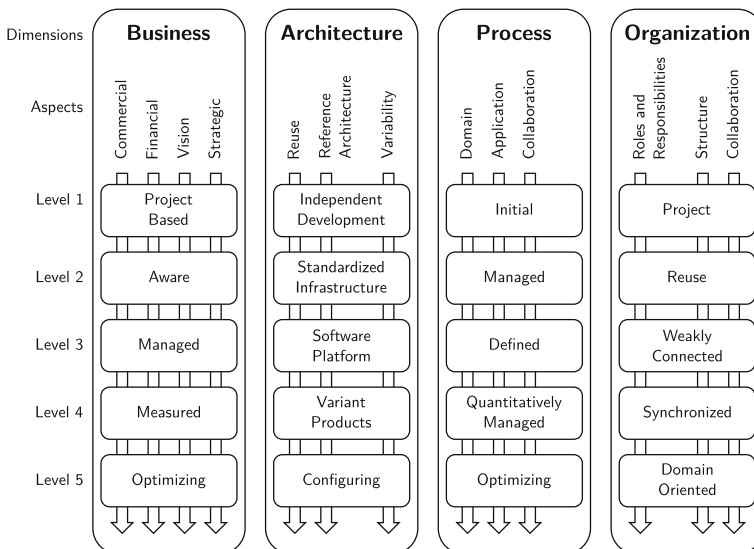 Dimensions
Business
Architecture
Process
Organization
Aspects
Commercial
Financial
Vision
Strategic
Reuse
Reference
Architecture
Variability
Domain
Application
Collaboration
Roles and
Responsibilities
Structure
Collaboration
Level 1
Project
Based
Independent
Development
Initial
Project
Level 2
Aware
Standardized
Infrastructure
Managed
Reuse
Level 3
Managed
Software
Platform
Defined
Weakly
Connected
Level 4
Measured
Variant
Products
Quantitatively
Managed
Synchronized
Level 5
Optimizing
Configuring
Optimizing
Domain
Oriented